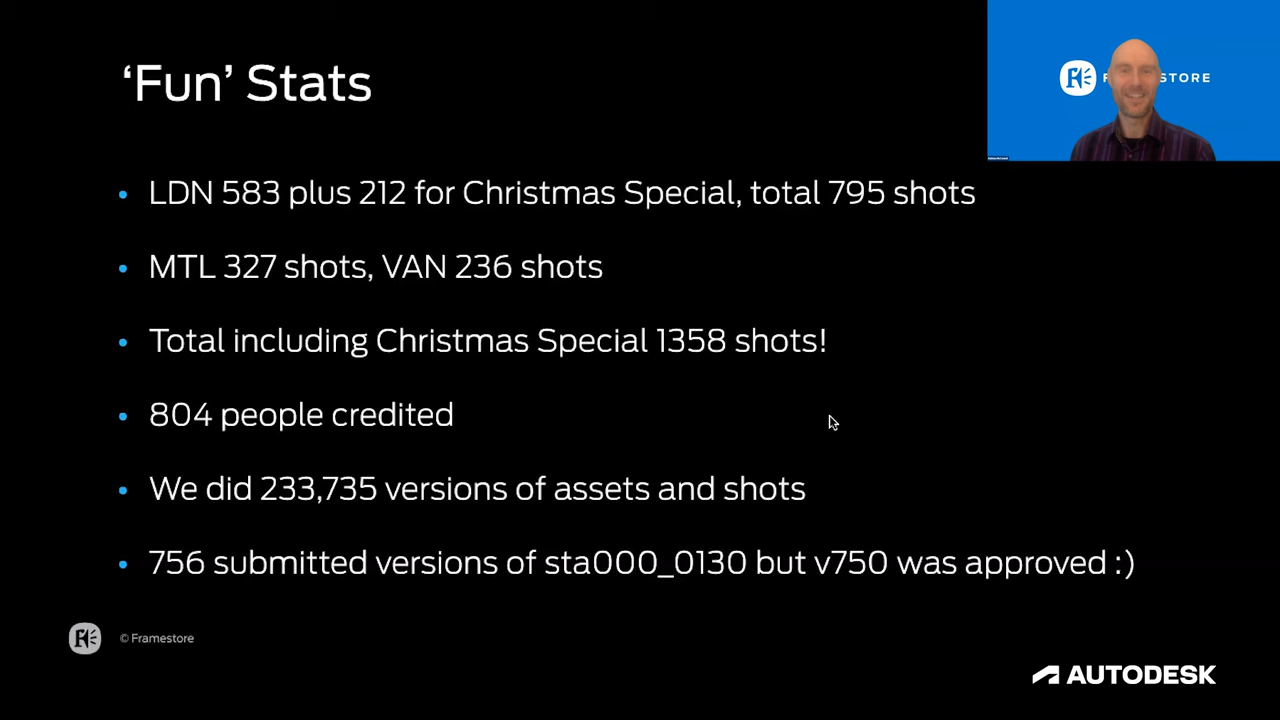 'Fun' Stats
• LDN 583 plus 212 for Christmas Special, total 795 shots
• MTL 327 shots, VAN 236 shots
• Total including Christmas Special 1358 shots!
• 804 people credited
• We did 233,735 versions of assets and shots
• 756 submitted versions of sta000_0130 but v750 was approved :)
© Framestore
AUTODESK